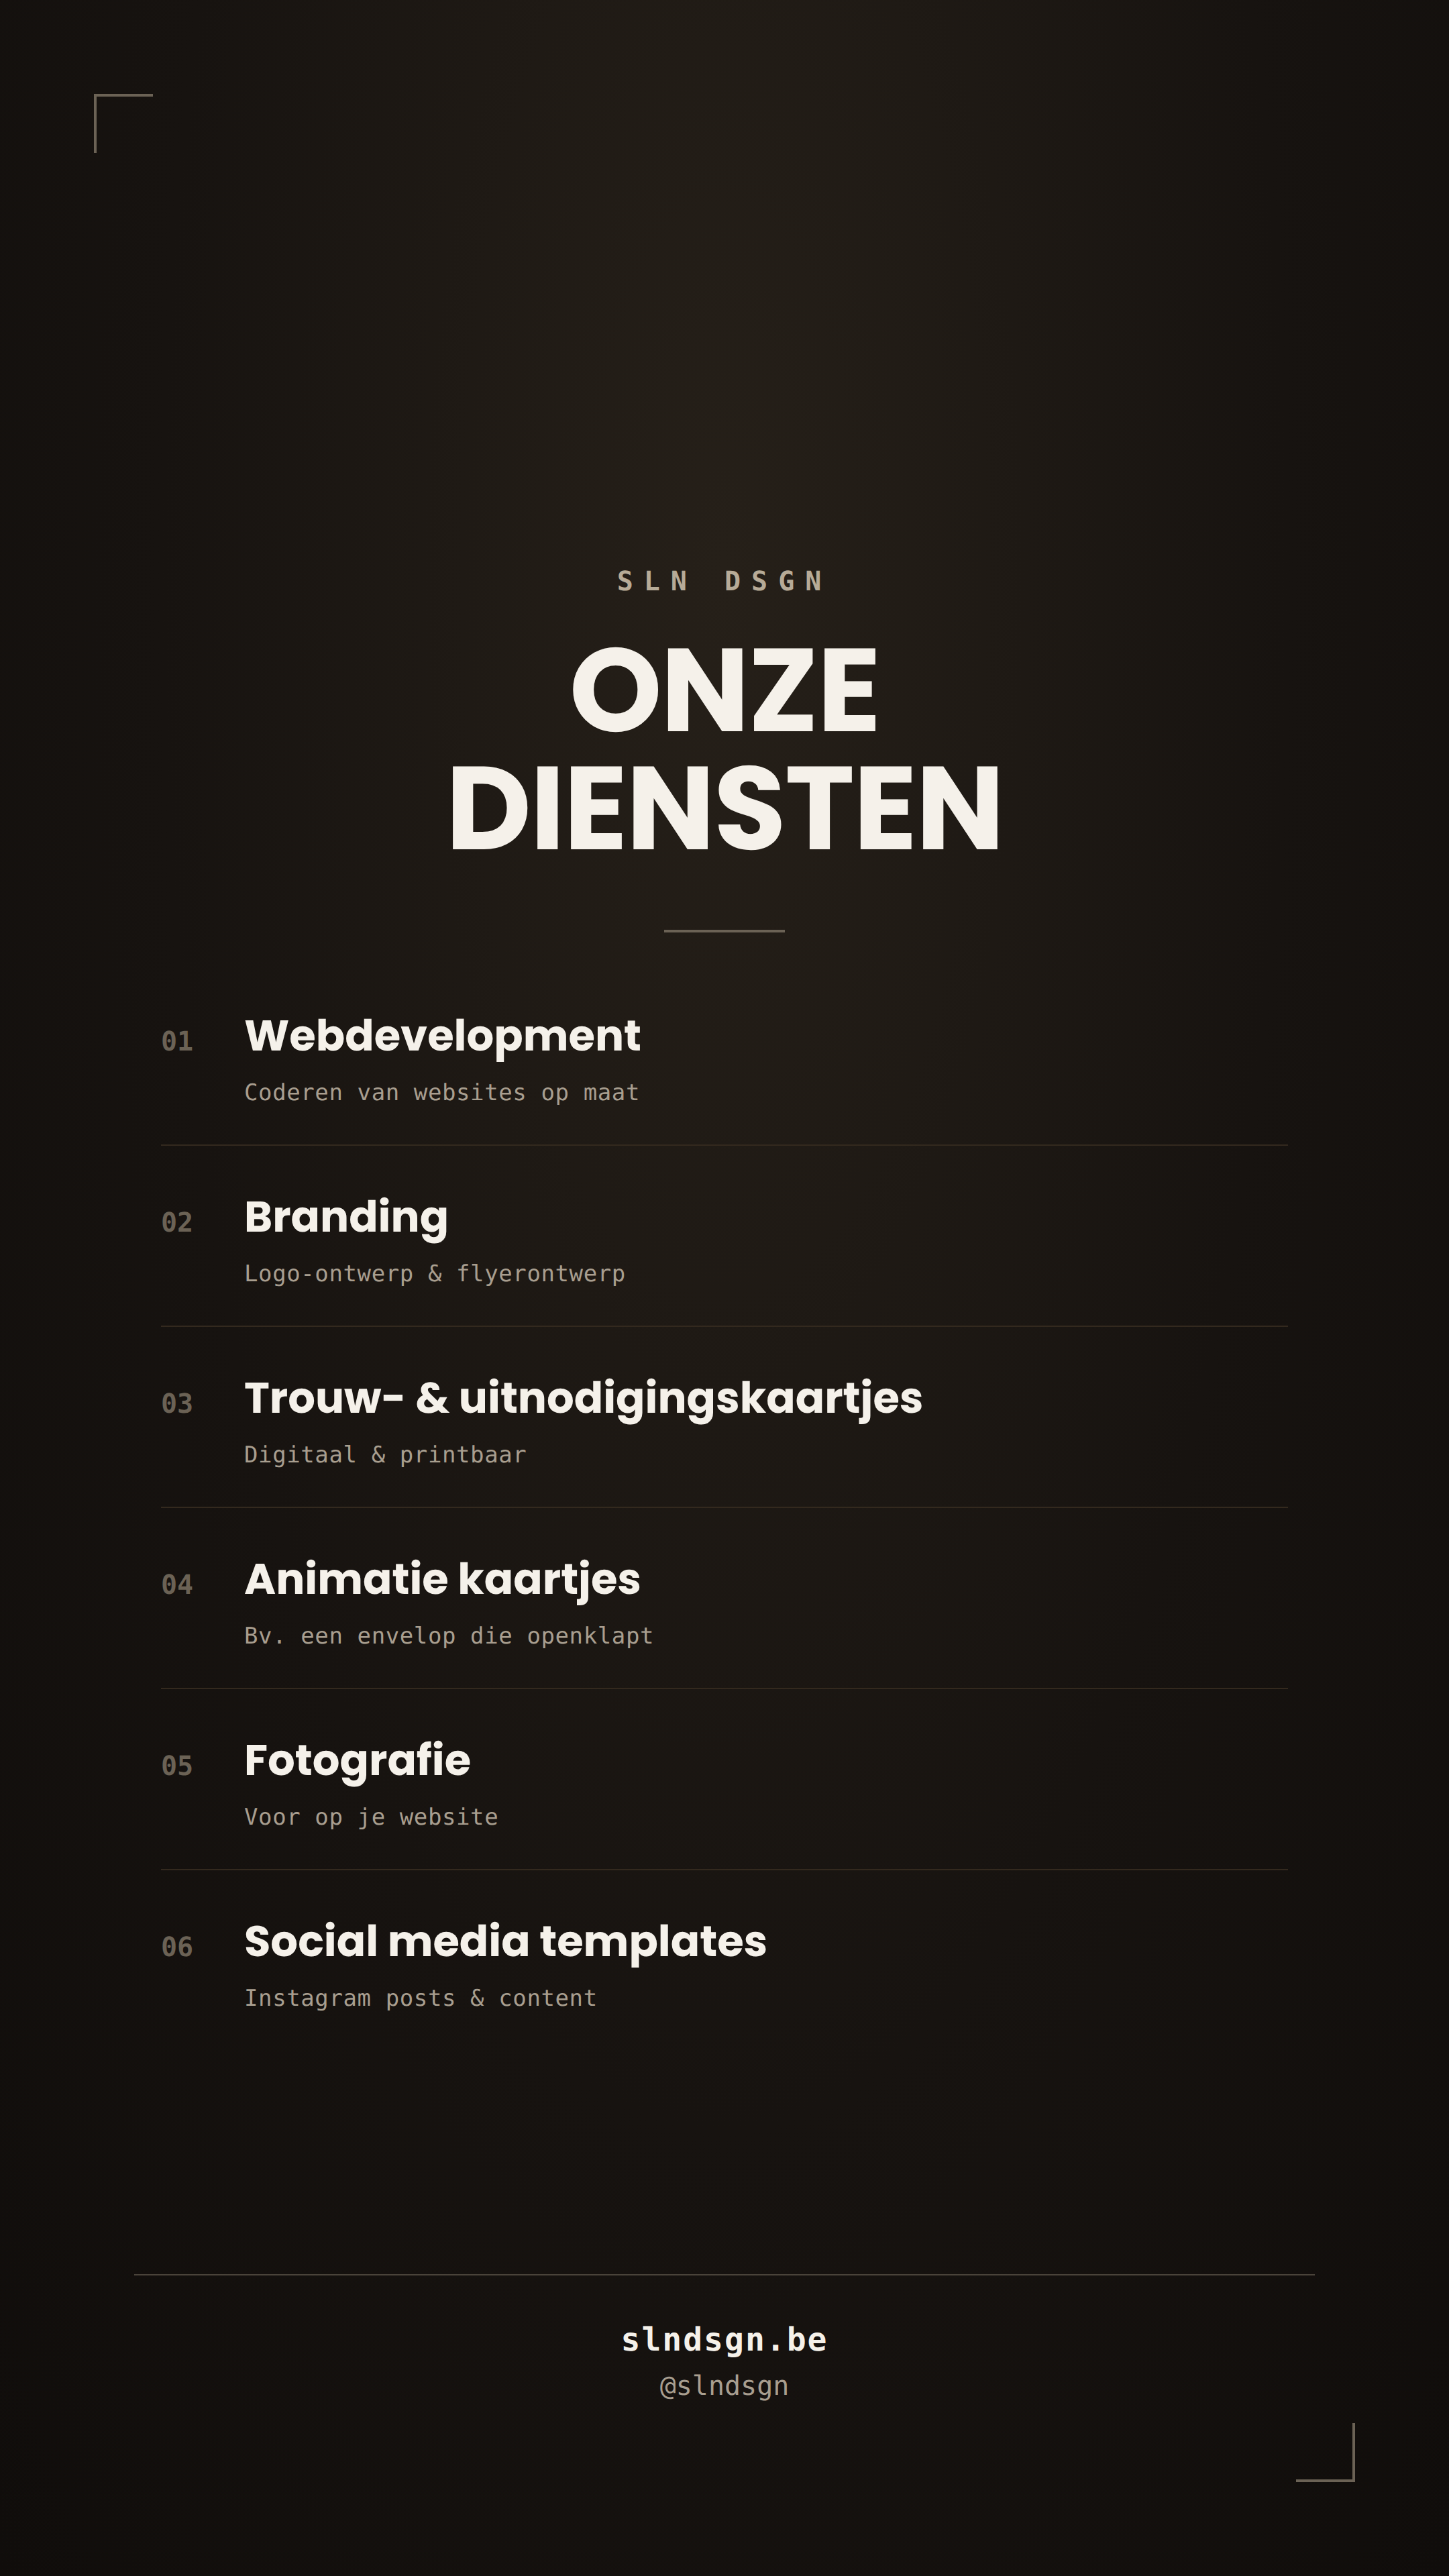 SLN DSGN
ONZE
DIENSTEN
01 Webdevelopment
Coderen van websites op maat
02 Branding
Logo-ontwerp & flyerontwerp
03 Trouw- & uitnodigingskaartjes
Digitaal & printbaar
04 Animatie kaartjes
Bv. een envelop die openklapt
05 Fotografie
Voor op je website
06 Social media templates
Instagram posts & content
slndsgn.be
@slndsgn